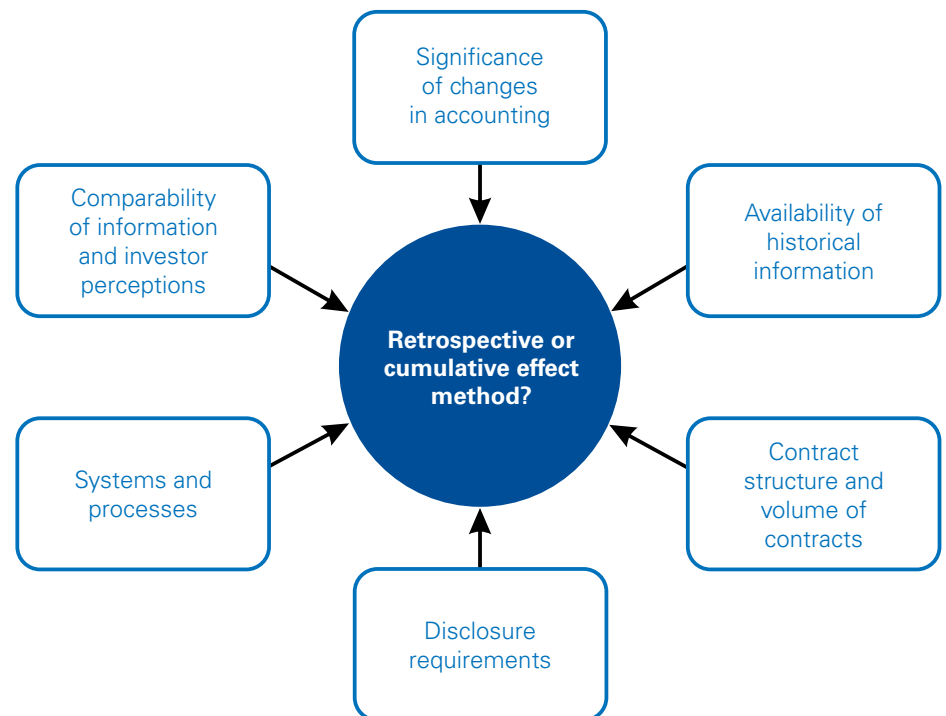 Significance
of changes
in accounting
Comparability
of information
and investor
perceptions
Availability of
historical
information
Retrospective or
cumulative effect
method?
Systems and
processes
Contract
structure and
volume of
contracts
Disclosure
requirements